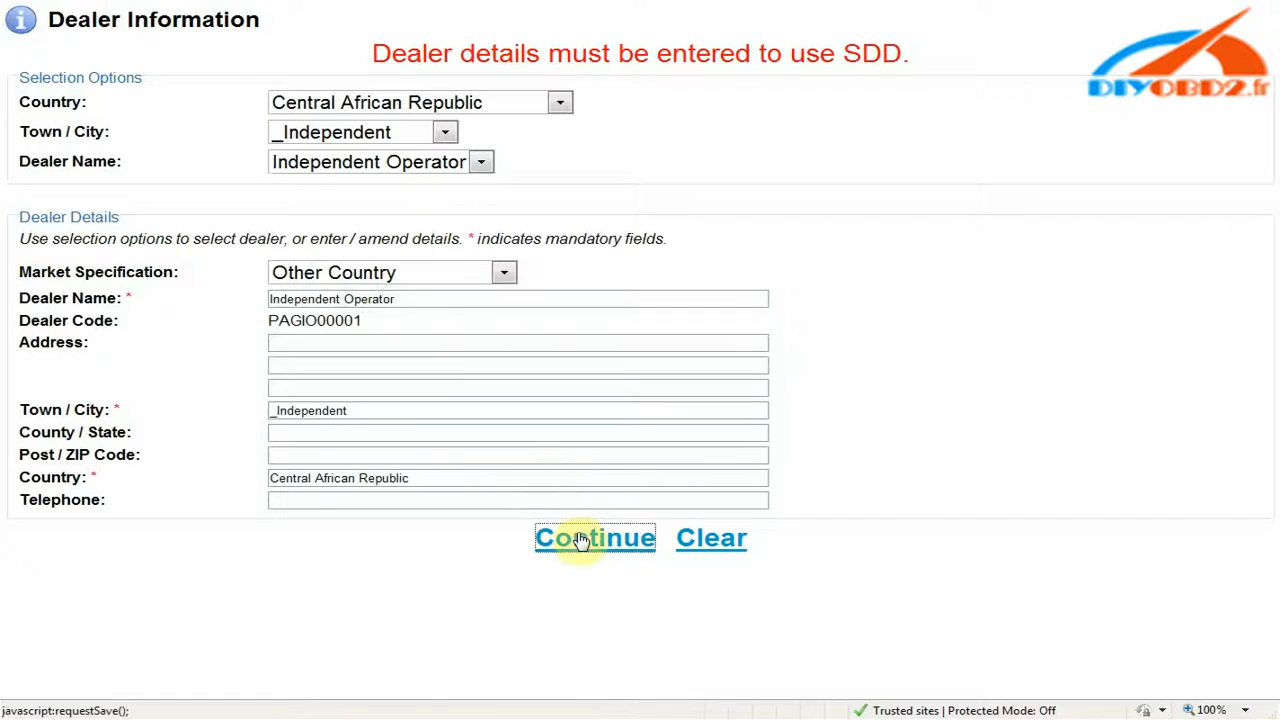 Dealer Information
Dealer details must be entered to use SDD.
DIYOBD2.fr
Selection Options
Country: Central African Republic
Town / City: _Independent
Dealer Name: Independent Operator
Dealer Details
Use selection options to select dealer, or enter / amend details. * indicates mandatory fields.
Market Specification: Other Country
Dealer Name: * Independent Operator
Dealer Code: PAGIO00001
Address:
Town / City: * _Independent
County / State:
Post / ZIP Code:
Country: * Central African Republic
Telephone:
Continue Clear
javascript:requestSave(); Trusted sites | Protected Mode: Off 100%